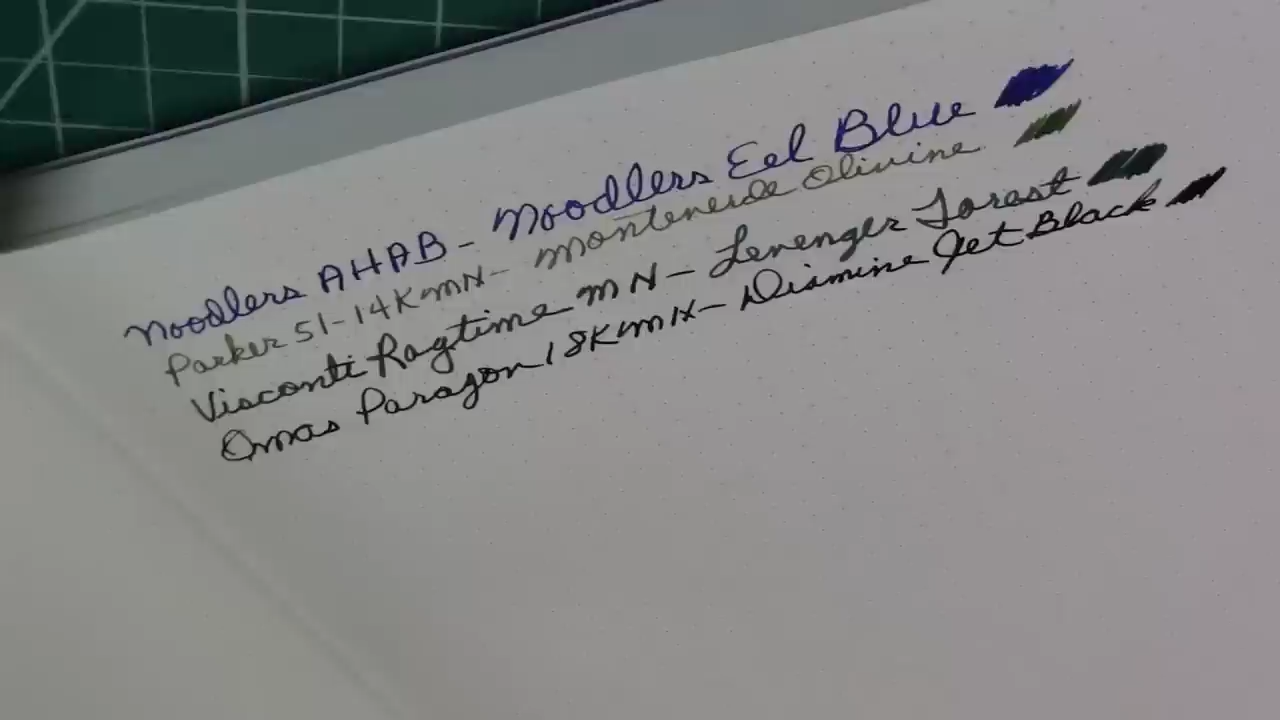 Noodlers AHAB - Noodlers Eel Blue
Parker 51-14K MN- Monteverde Olivine
Visconti Ragtime MN - Levenger Forest
Omas Paragon 18K MN- Diamine Jet Black